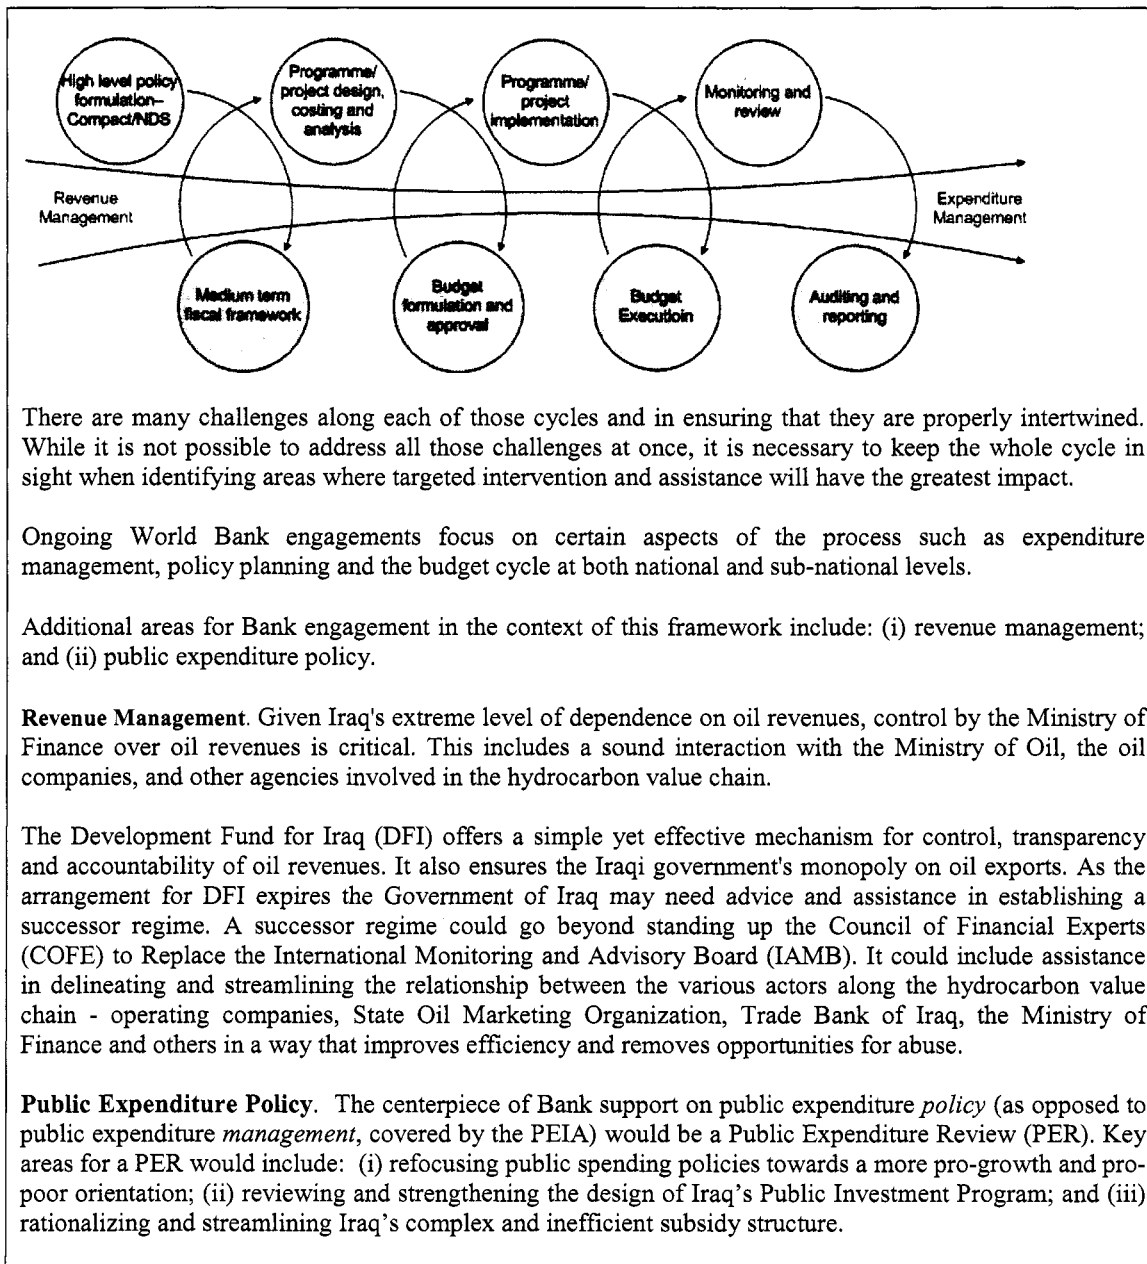 High level policy
formulation–
Compact/NDS
Programme/
project design,
costing and
analysis
Programme/
project
implementation
Monitoring and
review
Revenue
Management
Expenditure
Management
Medium term
fiscal framework
Budget
formulation and
approval
Budget
Executioin
Auditing and
reporting
There are many challenges along each of those cycles and in ensuring that they are properly intertwined.
While it is not possible to address all those challenges at once, it is necessary to keep the whole cycle in
sight when identifying areas where targeted intervention and assistance will have the greatest impact.
Ongoing World Bank engagements focus on certain aspects of the process such as expenditure
management, policy planning and the budget cycle at both national and sub-national levels.
Additional areas for Bank engagement in the context of this framework include: (i) revenue management;
and (ii) public expenditure policy.
Revenue Management. Given Iraq's extreme level of dependence on oil revenues, control by the Ministry of
Finance over oil revenues is critical. This includes a sound interaction with the Ministry of Oil, the oil
companies, and other agencies involved in the hydrocarbon value chain.
The Development Fund for Iraq (DFI) offers a simple yet effective mechanism for control, transparency
and accountability of oil revenues. It also ensures the Iraqi government's monopoly on oil exports. As the
arrangement for DFI expires the Government of Iraq may need advice and assistance in establishing a
successor regime. A successor regime could go beyond standing up the Council of Financial Experts
(COFE) to Replace the International Monitoring and Advisory Board (IAMB). It could include assistance
in delineating and streamlining the relationship between the various actors along the hydrocarbon value
chain - operating companies, State Oil Marketing Organization, Trade Bank of Iraq, the Ministry of
Finance and others in a way that improves efficiency and removes opportunities for abuse.
Public Expenditure Policy. The centerpiece of Bank support on public expenditure policy (as opposed to
public expenditure management, covered by the PEIA) would be a Public Expenditure Review (PER). Key
areas for a PER would include: (i) refocusing public spending policies towards a more pro-growth and pro-
poor orientation; (ii) reviewing and strengthening the design of Iraq's Public Investment Program; and (iii)
rationalizing and streamlining Iraq's complex and inefficient subsidy structure.